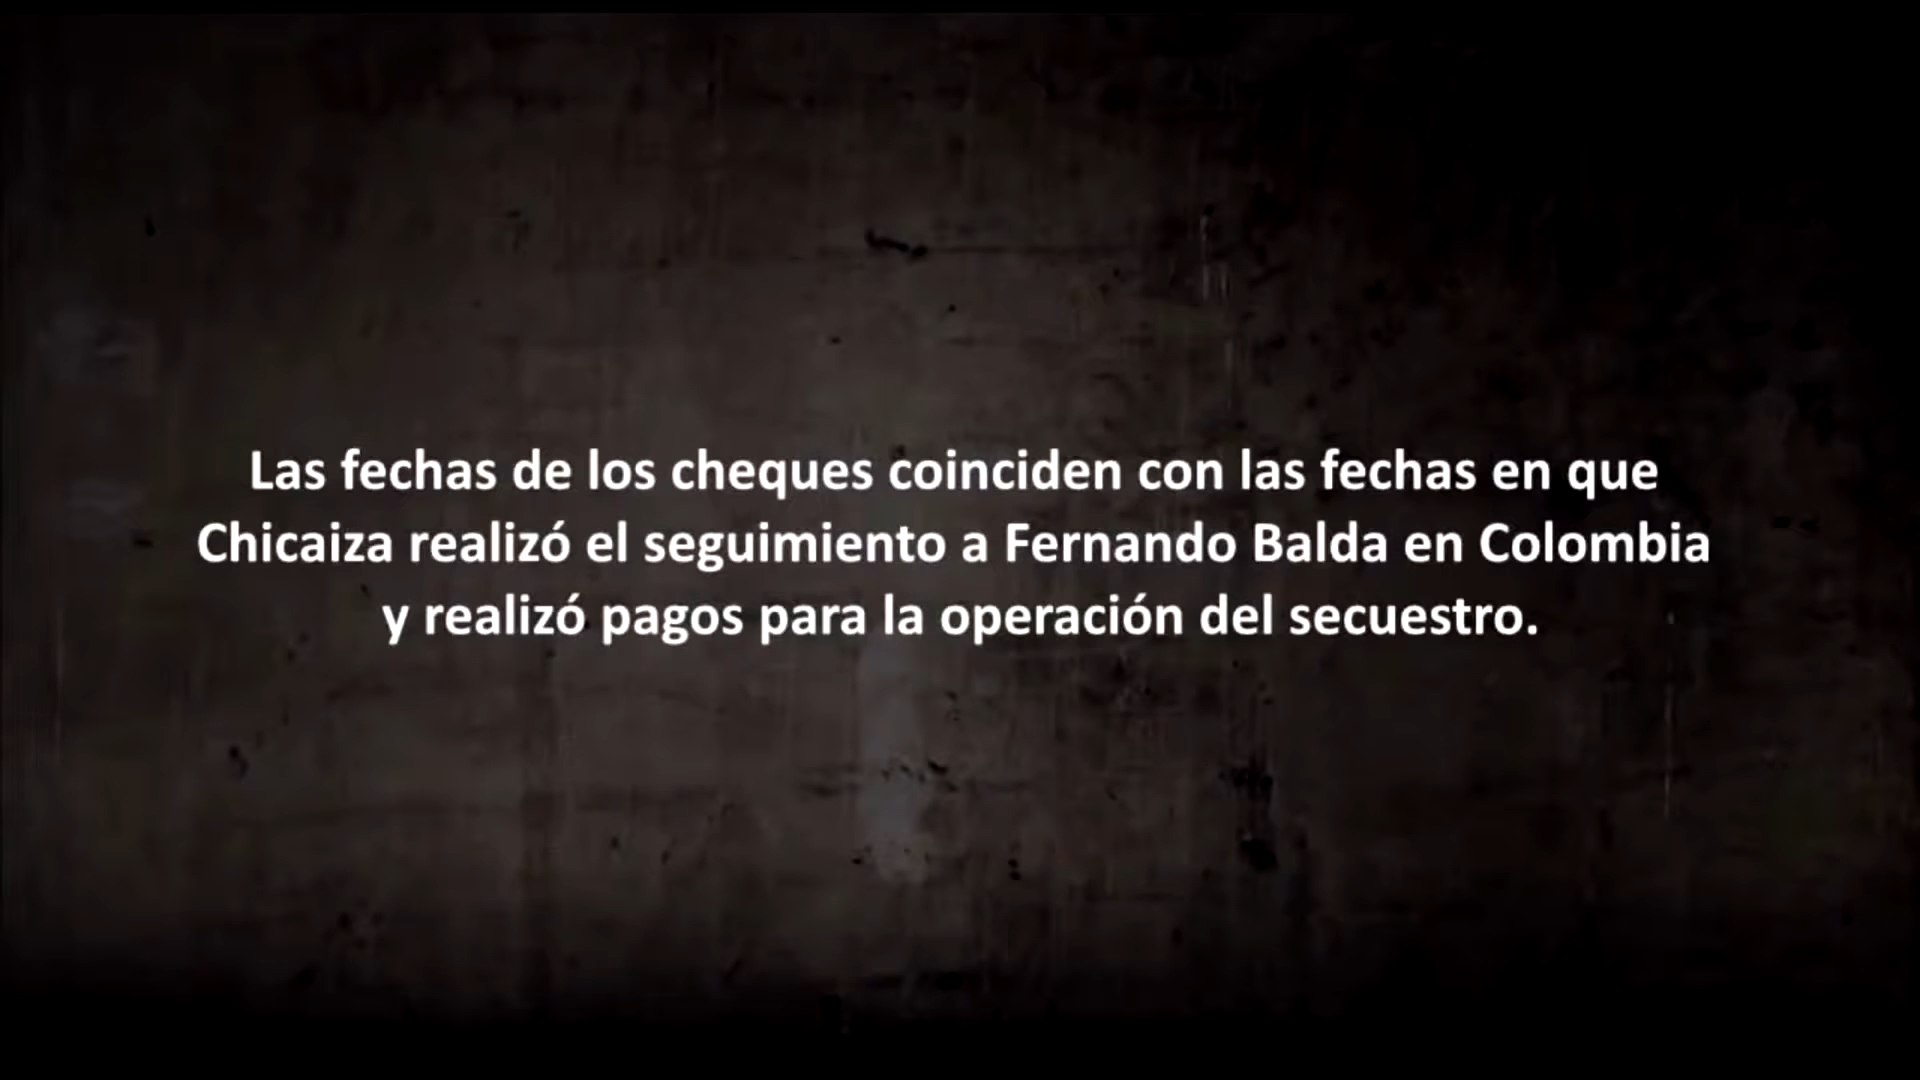 Las fechas de los cheques coinciden con las fechas en que
Chicaiza realizó el seguimiento a Fernando Balda en Colombia
y realizó pagos para la operación del secuestro.